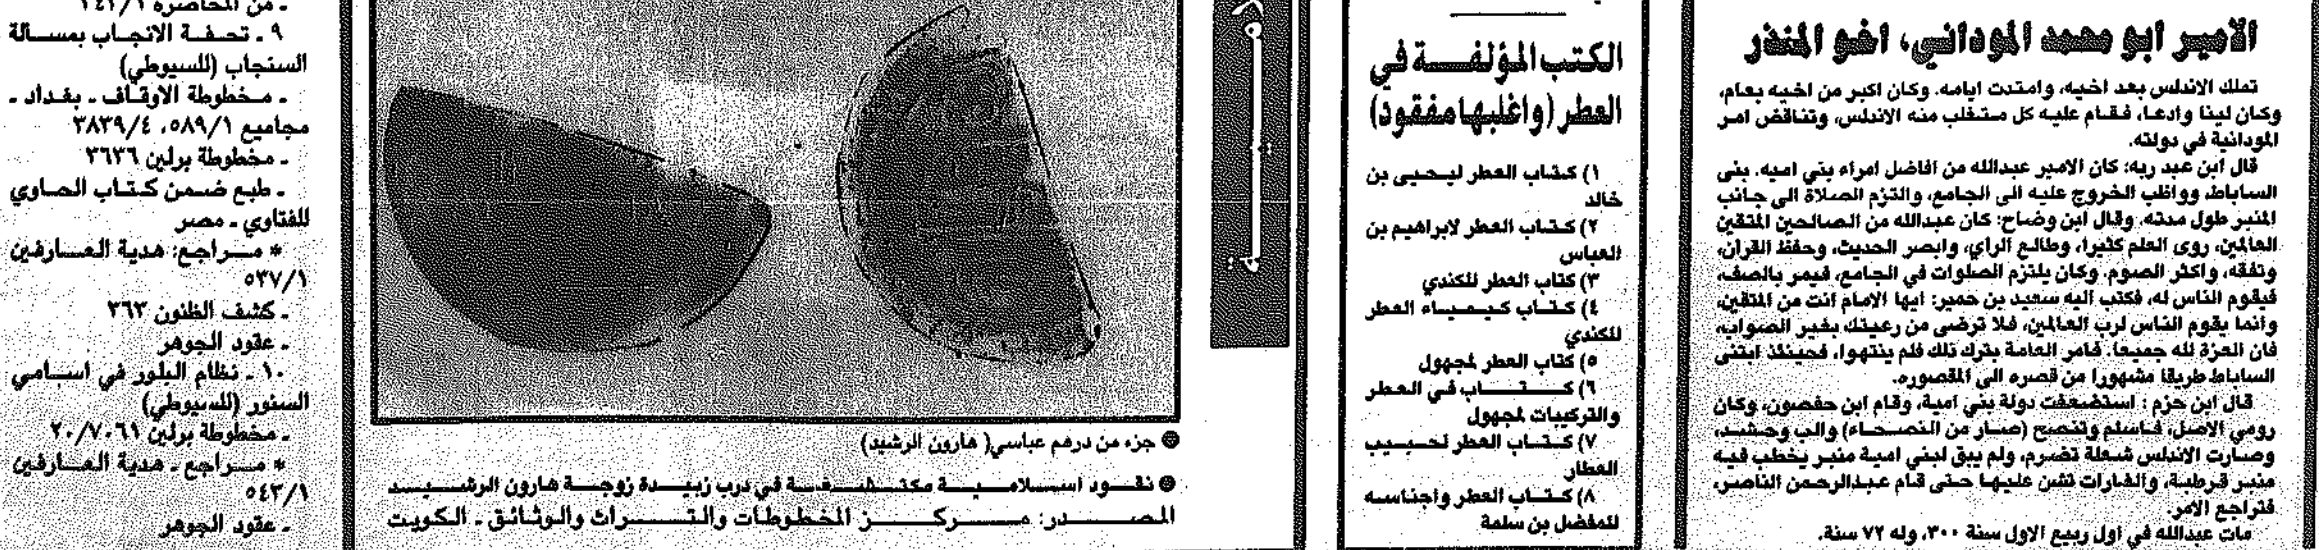 الأمير ابو محمد المودانـي، اخو المنذر
تملك الاندلس بعد اخيه، وامتدت ايامه. وكان اكبر من اخيه بعام،
وكان لينا وادعا، فقام عليه كل متغلب منه الاندلس، وتناقض امر
المودانية في دولته.
قال ابن عبد ربه: كان الامير عبدالله من افاضل امراء بني اميه. بنى
الساباط، وواظب الخروج عليه الى الجامع، والتزم الصلاة الى جانب
المنبر طول مدته. وقال ابن وضاح: كان عبدالله من الصالحين المتقين
العالمين، روى العلم كثيرا، وطالع الراي، وابصر الحديث، وحفظ القرآن،
وتفقه، واكثر الصوم. وكان يلتزم الصلوات في الجامع، فيمر بالصف،
فيقوم الناس له، فكتب اليه سعيد بن حمير: ايها الامام انت من المتقين،
وانما يقوم الناس لرب العالمين، فلا ترضى من رعيتك بغير الصواب،
فان العزة لله جميعا. فامر العامة بترك ذلك فلم ينتهوا، فحينئذ ابتنى
الساباط طريقا مشهورا من قصره الى المقصوره.
قال ابن حزم : استضعفت دولة بني امية، وقام ابن حفصون، وكان
رومي الاصل، فاسلم وتنصح (صار من النصحاء) والب وحشد،
وصارت الاندلس شعلة تضرم، ولم يبق لبني امية منبر يخطب فيه
منبر قرطبة، والغارات تشن عليها حتى قام عبدالرحمن الناصر،
فتراجع الامر.
مات عبدالله في اول ربيع الاول سنة ٣٠٠، وله ٧٢ سنة.
الكتب المؤلفة في
العطر (واغلبها مفقود)
١) كتاب العطر ليحيى بن
خالد
٢) كتاب العطر لابراهيم بن
العباس
٣) كتاب العطر للكندي
٤) كتاب كيمياء العطر
للكندي
٥) كتاب العطر لمجهول
٦) كتاب في العطر
والتركيبات لمجهول
٧) كتاب العطر لحبيب
العطار
٨) كتاب العطر واجناسه
للمفضل بن سلمة
جزء من درهم عباسي( هارون الرشيد)
نقود اسلامية مكتشفة في درب زبيدة زوجة هارون الرشيد
المصدر: مركز المخطوطات والتراث والوثائق ـ الكويت
ـ من المحاضرة
٩ ـ تحفة الانجاب بمسألة
السنجاب (للسيوطي)
ـ مخطوطة الاوقاف ـ بغداد ـ
مجاميع ٥٨٩/١، ٣٨٣٩/٤
ـ مخطوطة برلين ٣٦٣٦
ـ طبع ضمن كتاب الحاوي
للفتاوي ـ مصر
* مراجع: هدية العارفين
٥٣٧/١
ـ كشف الظنون ٣٦٣
ـ عقود الجوهر
١٠ ـ نظام البلور في اسامي
السنور (للسيوطي)
ـ مخطوطة برلين ٢٠/٧٠٦١
* مراجع ـ هدية العارفين
٥٤٣/١
ـ عقود الجوهر